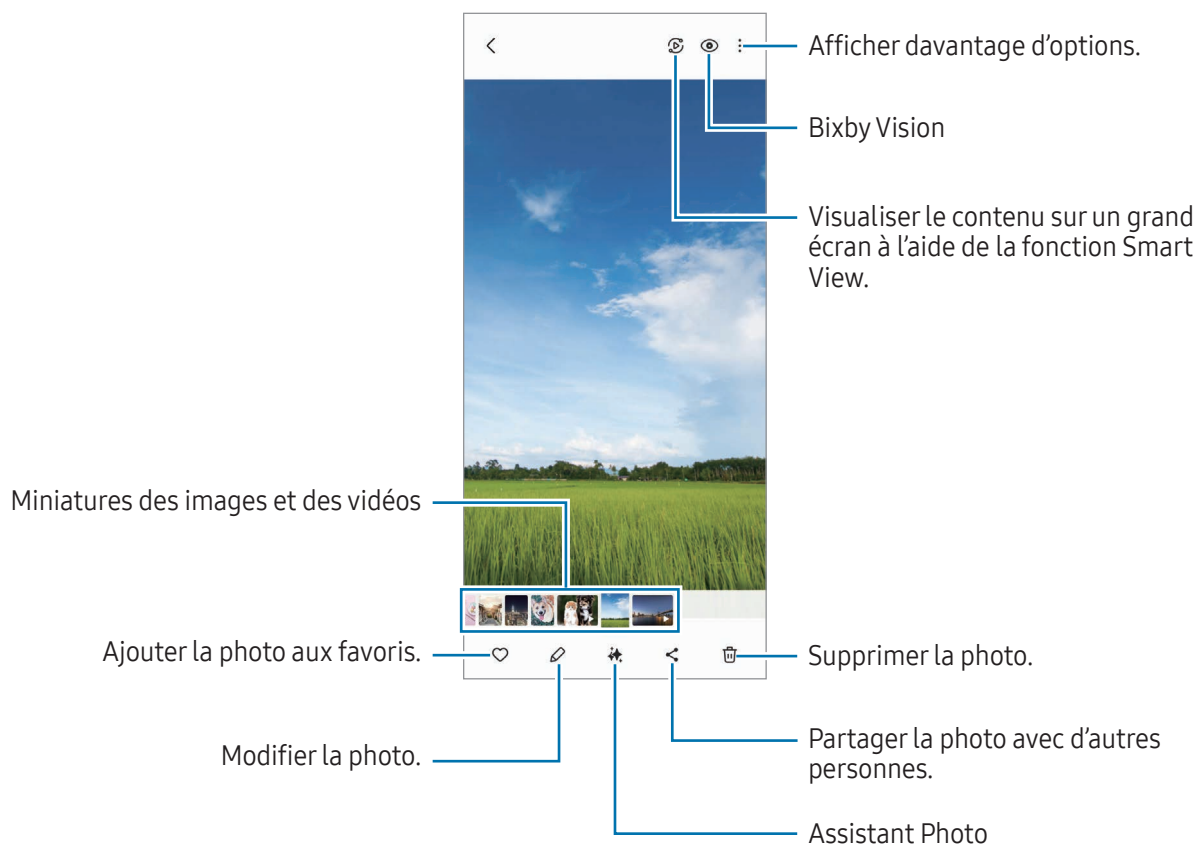 Afficher davantage d'options.
Bixby Vision
Visualiser le contenu sur un grand
écran à l'aide de la fonction Smart
View.
Miniatures des images et des vidéos
Ajouter la photo aux favoris.
Supprimer la photo.
Modifier la photo.
Partager la photo avec d'autres
personnes.
Assistant Photo